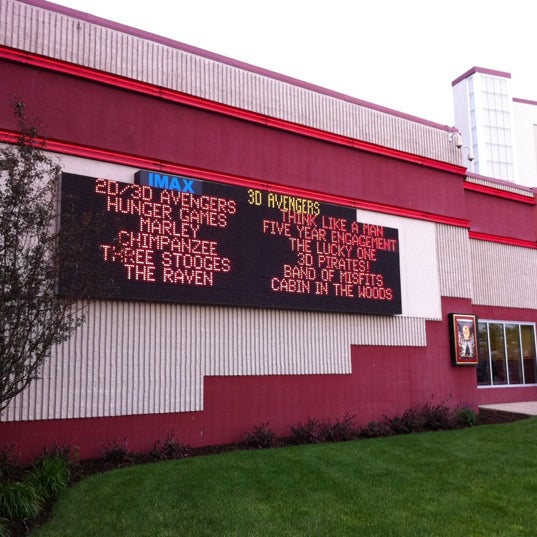 IMAX 3D AVENGERS
2D/3D AVENGERS
HUNGER GAMES
MARLEY
CHIMPANZEE
THREE STOOGES
THE RAVEN
THINK LIKE A MAN
FIVE YEAR ENGAGEMENT
THE LUCKY ONE
3D PIRATES!
BAND OF MISFITS
CABIN IN THE WOODS